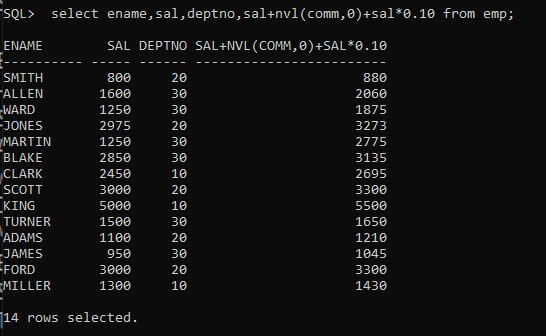 SQL>  select ename,sal,deptno,sal+nvl(comm,0)+sal*0.10 from emp;
ENAME             SAL DEPTNO SAL+NVL(COMM,0)+SAL*0.10
---------- ----- ------ ------------------------
SMITH        800     20                      880
ALLEN       1600     30                     2060
WARD        1250     30                     1875
JONES       2975     20                     3273
MARTIN      1250     30                     2775
BLAKE       2850     30                     3135
CLARK       2450     10                     2695
SCOTT       3000     20                     3300
KING        5000     10                     5500
TURNER      1500     30                     1650
ADAMS       1100     20                     1210
JAMES        950     30                     1045
FORD        3000     20                     3300
MILLER      1300     10                     1430
14 rows selected.